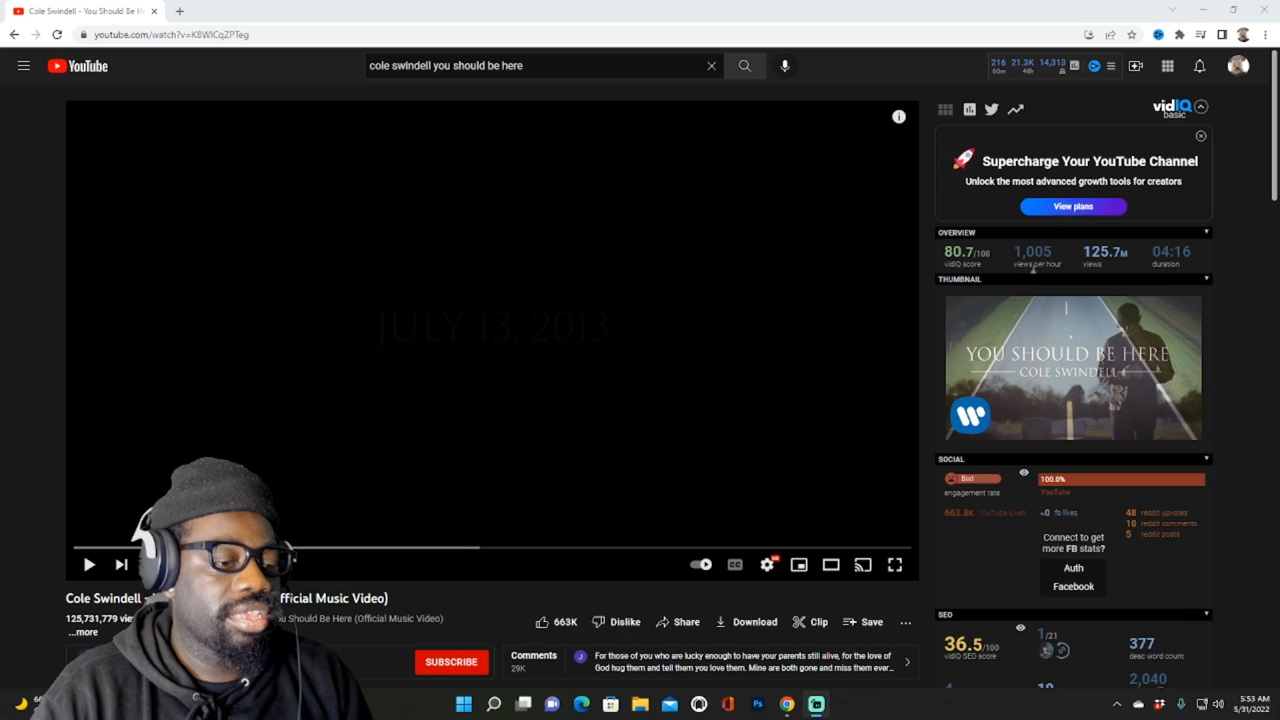 Cole Swindell - You Should Be He
youtube.com/watch?v=K8WlCqZPTeg
YouTube
cole swindell you should be here
216 21.3K 14,313
60m 48h
vidIQ
basic
Supercharge Your YouTube Channel
Unlock the most advanced growth tools for creators
View plans
JULY 13, 2013
OVERVIEW
80.7/100 1,005 125.7M 04:16
vidIQ score views per hour views duration
THUMBNAIL
YOU SHOULD BE HERE
COLE SWINDELL
SOCIAL
Bad 100.0%
engagement rate YouTube
663.8K YouTube Likes 0 fb likes 48 reddit upvotes
10 reddit comments
5 reddit posts
Connect to get
more FB stats?
Auth
Facebook
CC HD
Cole Swindell - fficial Music Video)
125,731,779 vie u Should Be Here (Official Music Video)
...more
663K Dislike Share Download Clip Save
SUBSCRIBE
Comments
29K
J
For those of you who are lucky enough to have your parents still alive, for the love of
God hug them and tell them you love them. Mine are both gone and miss them ever...
SEO
36.5/100 1/21 377
vidIQ SEO score desc word count
2,040
5:53 AM
5/31/2022